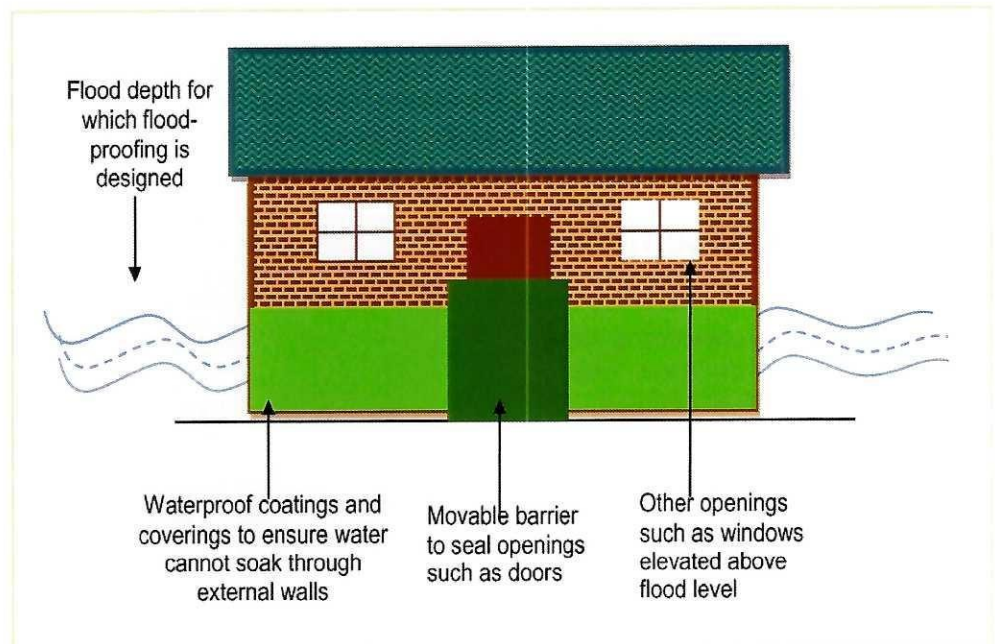 Flood depth for
which flood-
proofing is
designed
Waterproof coatings and
coverings to ensure water
cannot soak through
external walls
Movable barrier
to seal openings
such as doors
Other openings
such as windows
elevated above
flood level